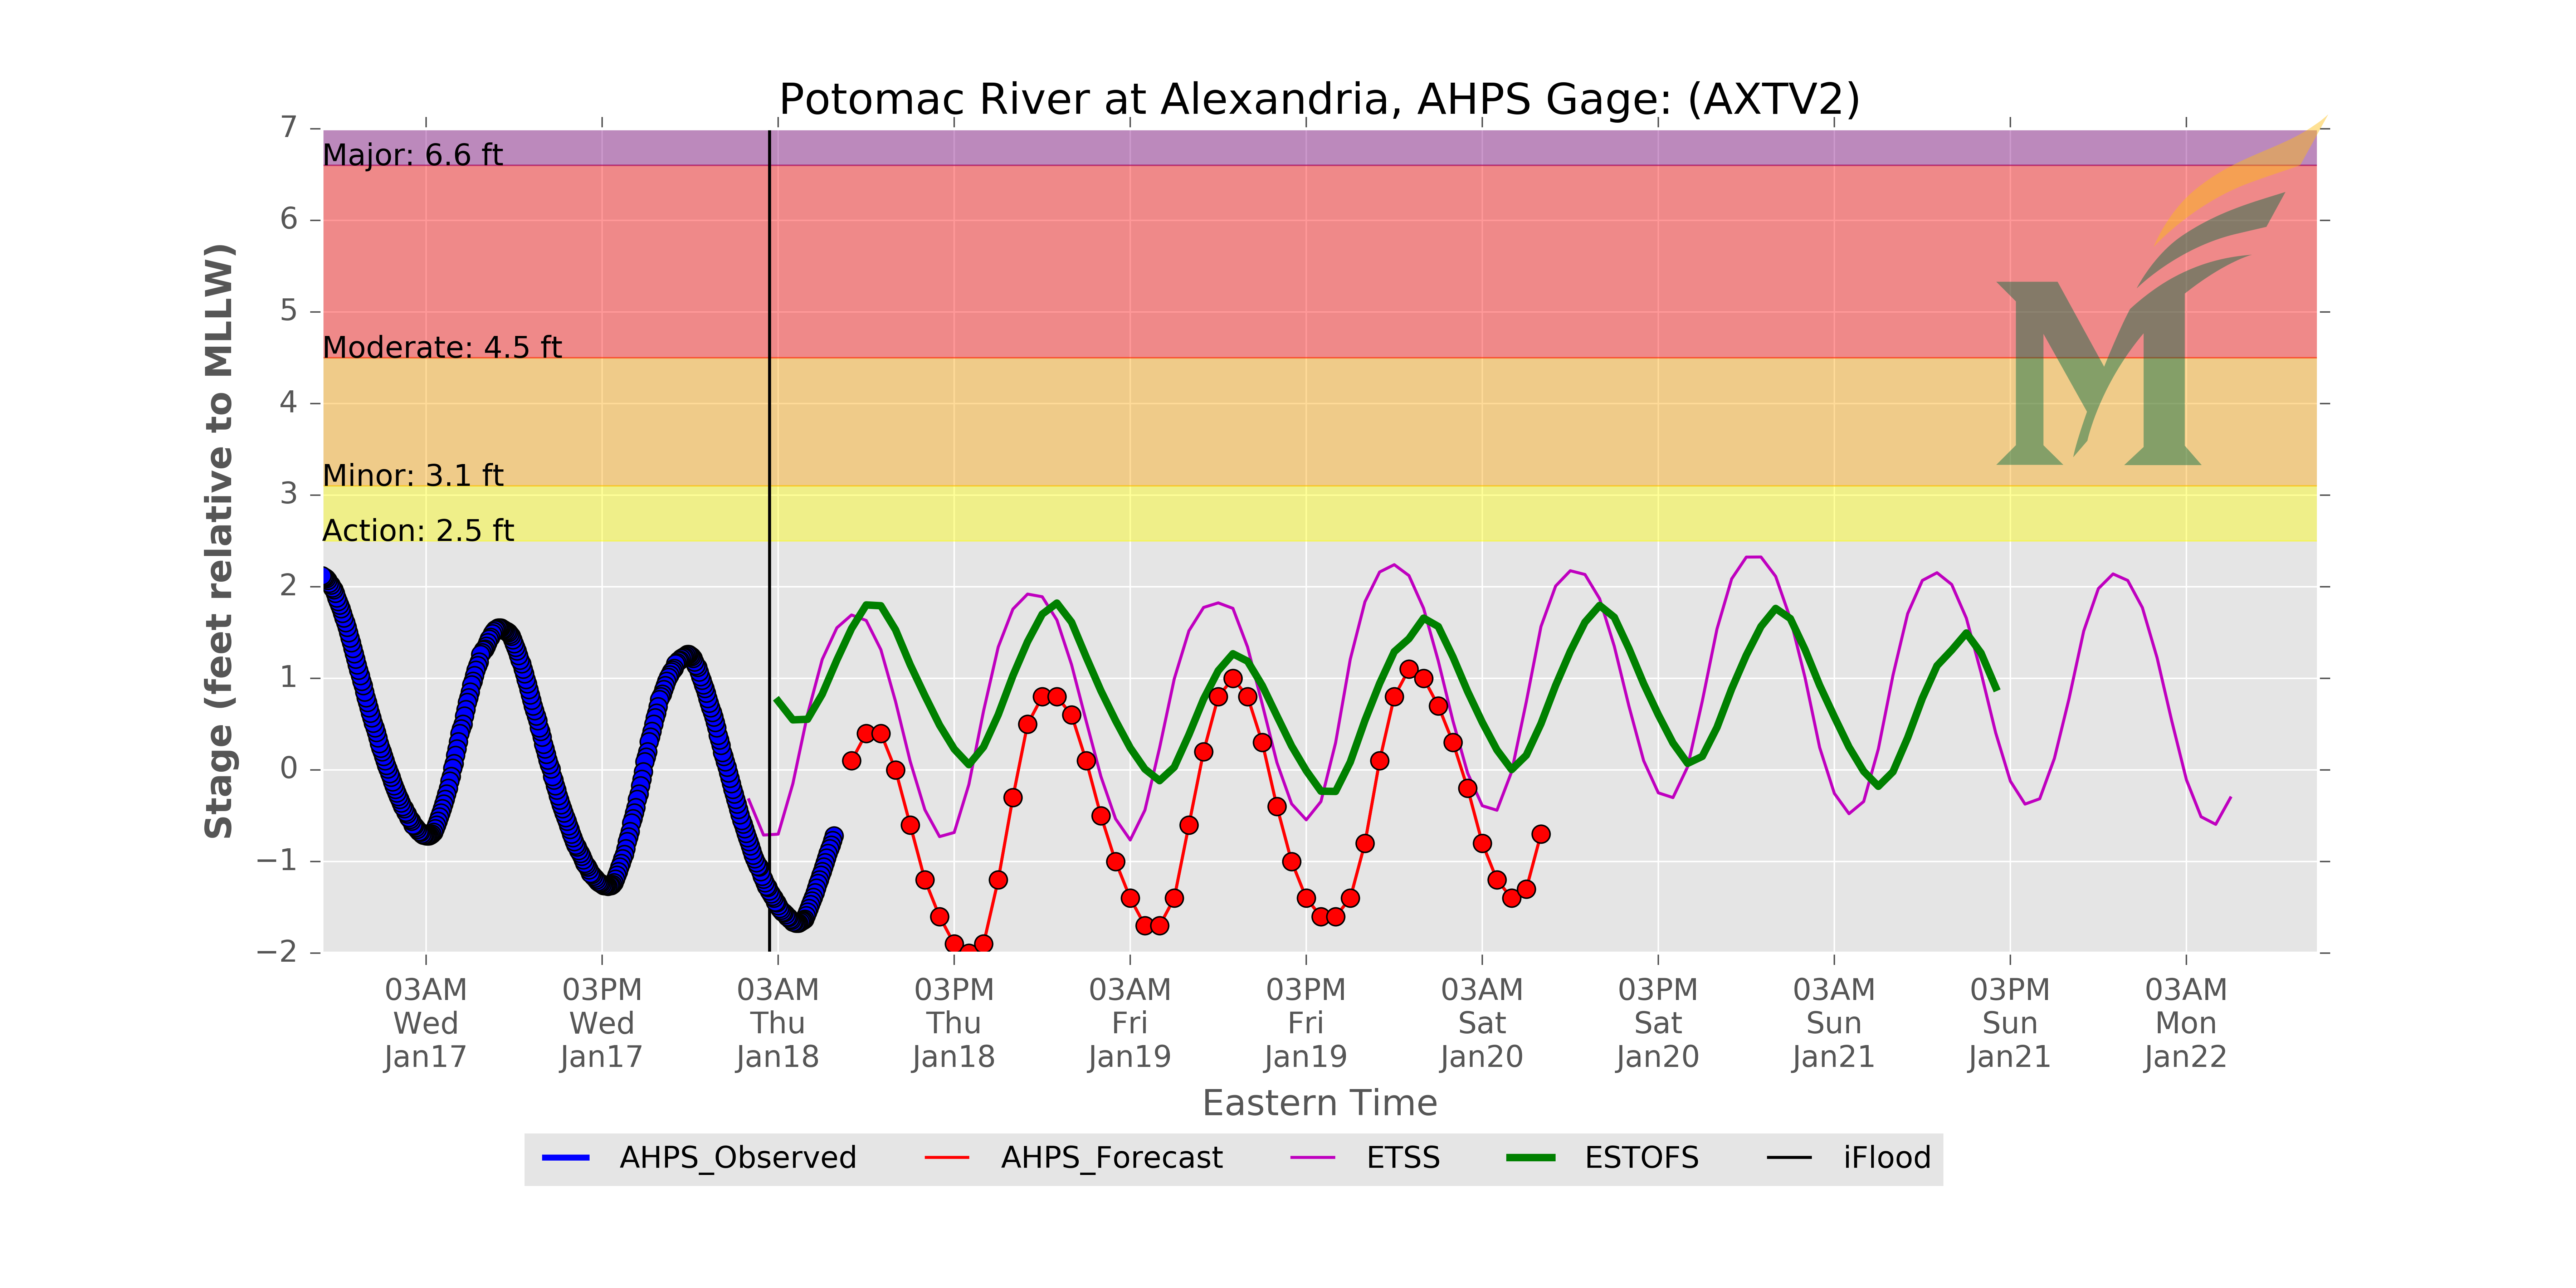 Potomac River at Alexandria, AHPS Gage: (AXTV2)
Stage (feet relative to MLLW)
7
6
5
4
3
2
1
0
−1
−2
Major: 6.6 ft
Moderate: 4.5 ft
Minor: 3.1 ft
Action: 2.5 ft
M
03AM Wed Jan17
03PM Wed Jan17
03AM Thu Jan18
03PM Thu Jan18
03AM Fri Jan19
03PM Fri Jan19
03AM Sat Jan20
03PM Sat Jan20
03AM Sun Jan21
03PM Sun Jan21
03AM Mon Jan22
Eastern Time
AHPS_Observed AHPS_Forecast ETSS ESTOFS iFlood